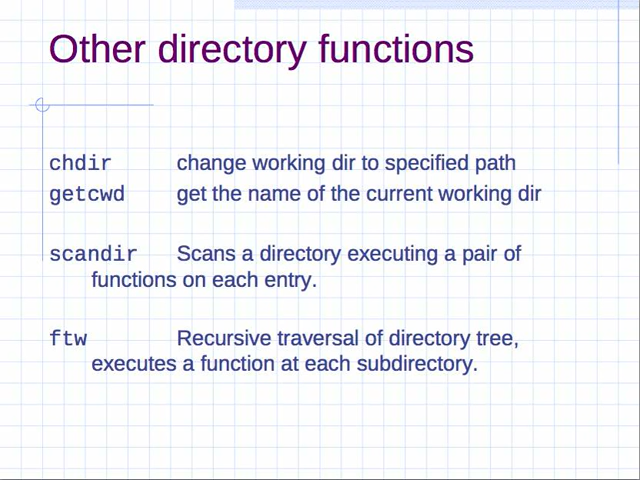 Other directory functions
chdir change working dir to specified path
getcwd get the name of the current working dir
scandir Scans a directory executing a pair of
functions on each entry.
ftw Recursive traversal of directory tree,
executes a function at each subdirectory.